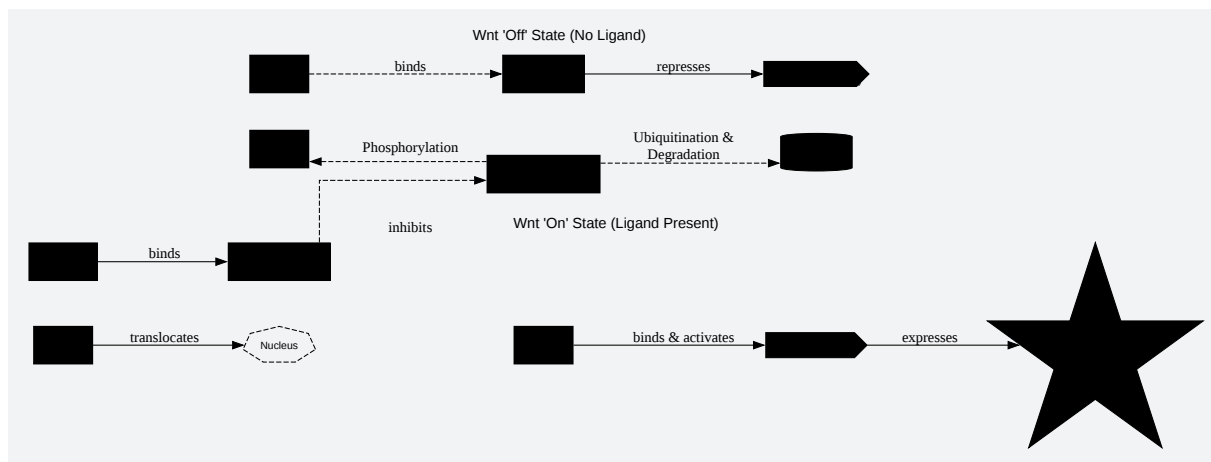 Wnt 'Off' State (No Ligand)
binds
represses
Phosphorylation
Ubiquitination &
Degradation
inhibits
Wnt 'On' State (Ligand Present)
binds
translocates
Nucleus
binds & activates
expresses